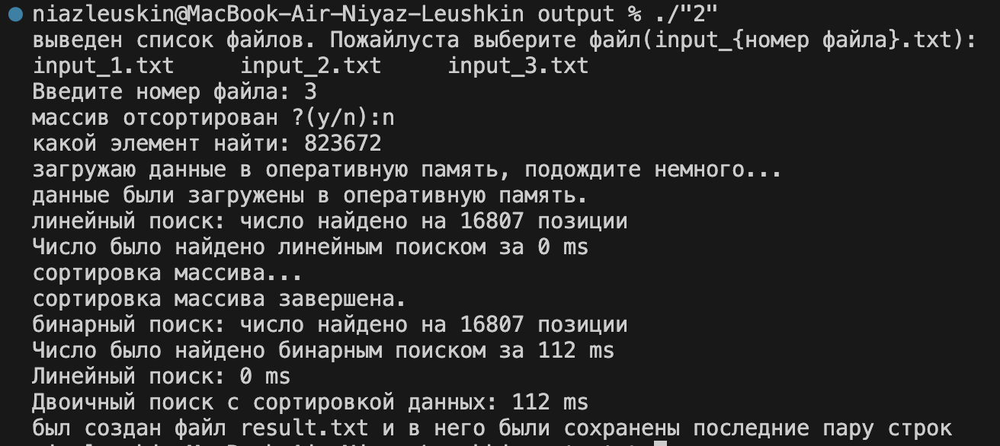 niazleuskin@MacBook-Air-Niyaz-Leushkin output % ./"2"
выведен список файлов. Пожайлуста выберите файл(input_{номер файла}.txt):
input_1.txt     input_2.txt     input_3.txt
Введите номер файла: 3
массив отсортирован ?(y/n):n
какой элемент найти: 823672
загружаю данные в оперативную память, подождите немного...
данные были загружены в оперативную память.
линейный поиск: число найдено на 16807 позиции
Число было найдено линейным поиском за 0 ms
сортировка массива...
сортировка массива завершена.
бинарный поиск: число найдено на 16807 позиции
Число было найдено бинарным поиском за 112 ms
Линейный поиск: 0 ms
Двоичный поиск с сортировкой данных: 112 ms
был создан файл result.txt и в него были сохранены последние пару строк